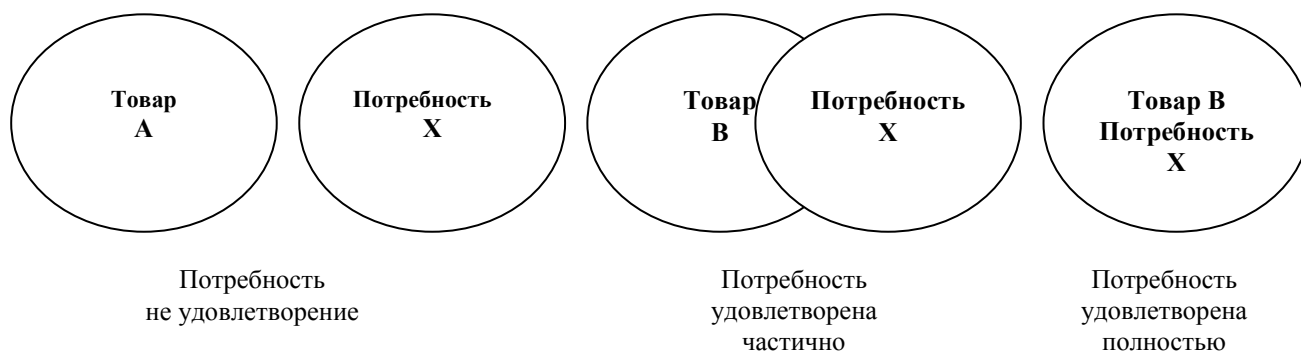 Товар
А
Потребность
Х
Товар
В
Потребность
Х
Товар В
Потребность
Х
Потребность
не удовлетворение
Потребность
удовлетворена
частично
Потребность
удовлетворена
полностью